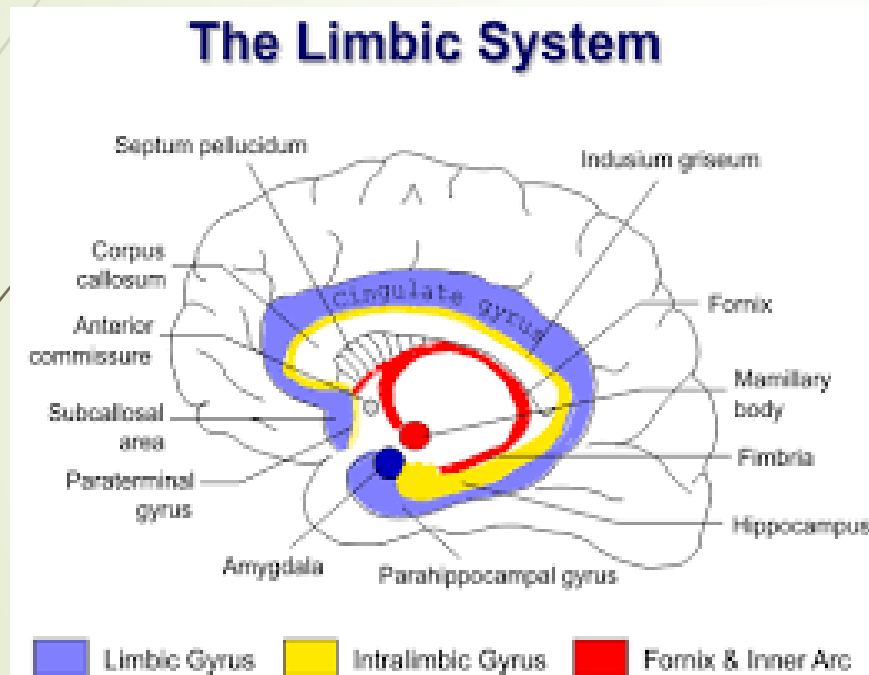 The Limbic System
Septum pellucidum
Indusium griseum
Corpus
callosum
Cingulate gyrus
Fornix
Anterior
commissure
Mamillary
body
Subcallosal
area
Fimbria
Paraterminal
gyrus
Hippocampus
Amygdala
Parahippocampal gyrus
Limbic Gyrus
Intralimbic Gyrus
Fornix & Inner Arc